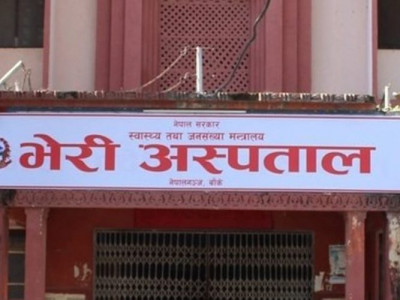 नेपाल सरकार
स्वास्थ्य तथा जनसंख्या मन्त्रालय
भेरी अस्पताल
नेपालगञ्ज, बाँके